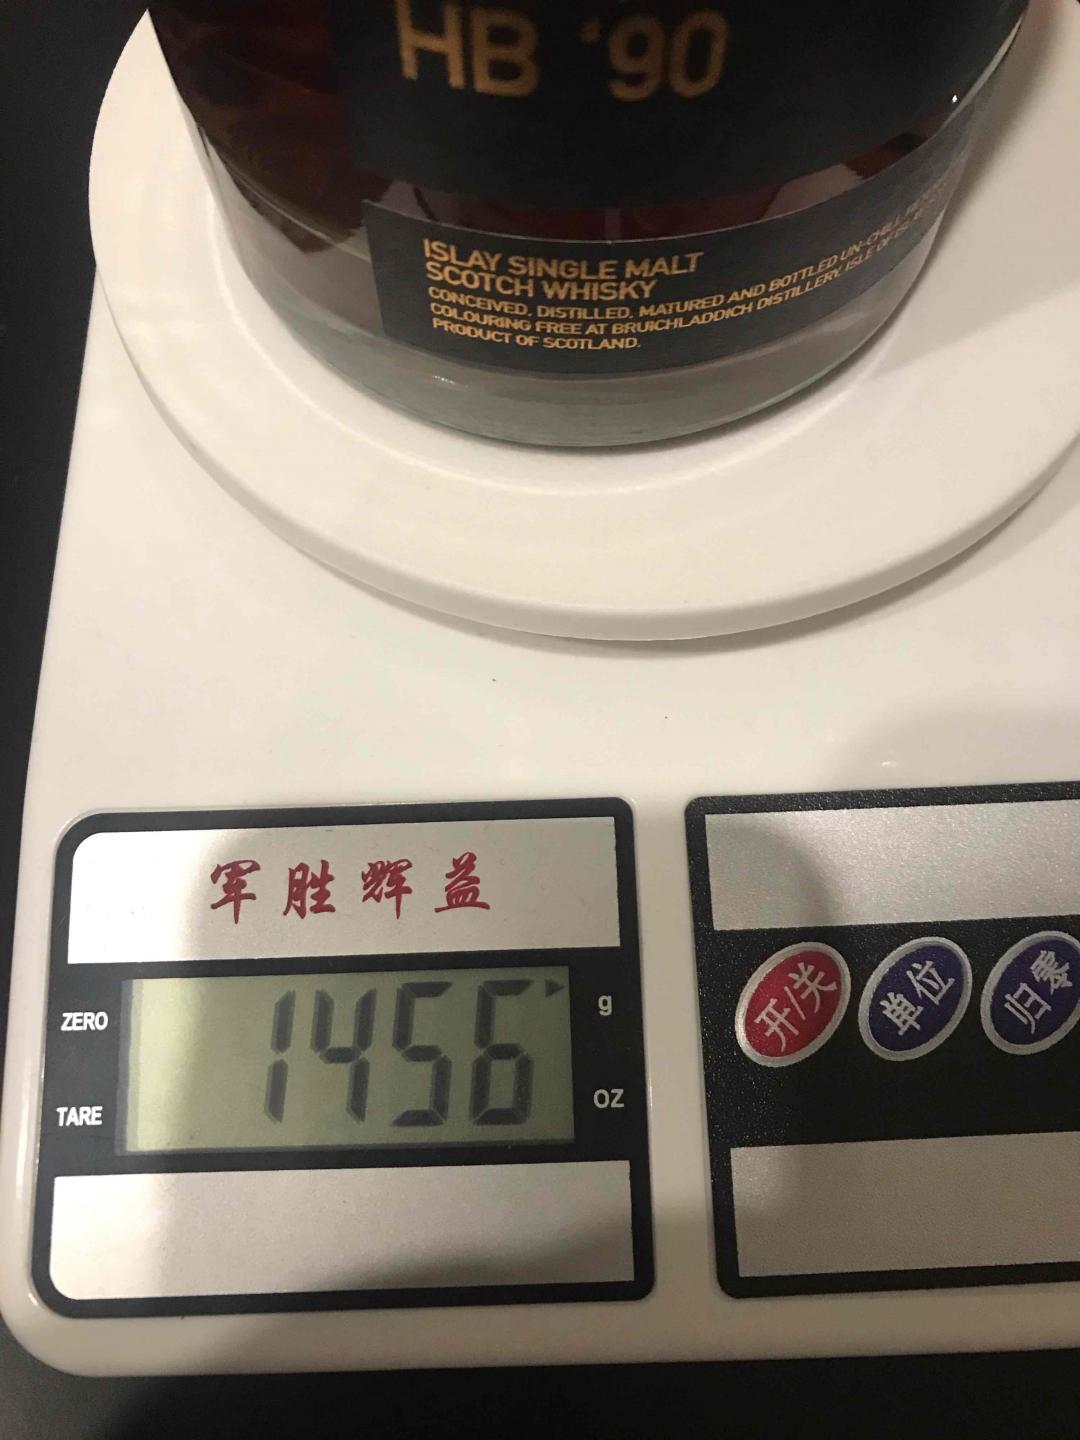 HB '90
ISLAY SINGLE MALT
SCOTCH WHISKY
CONCEIVED, DISTILLED, MATURED AND BOTTLED UN-CHILL
COLOURING FREE AT BRUICHLADDICH DISTILLERY, ISLE OF
PRODUCT OF SCOTLAND.
军胜辉益
ZERO
TARE
1456
g
OZ
开/关
单位
归零